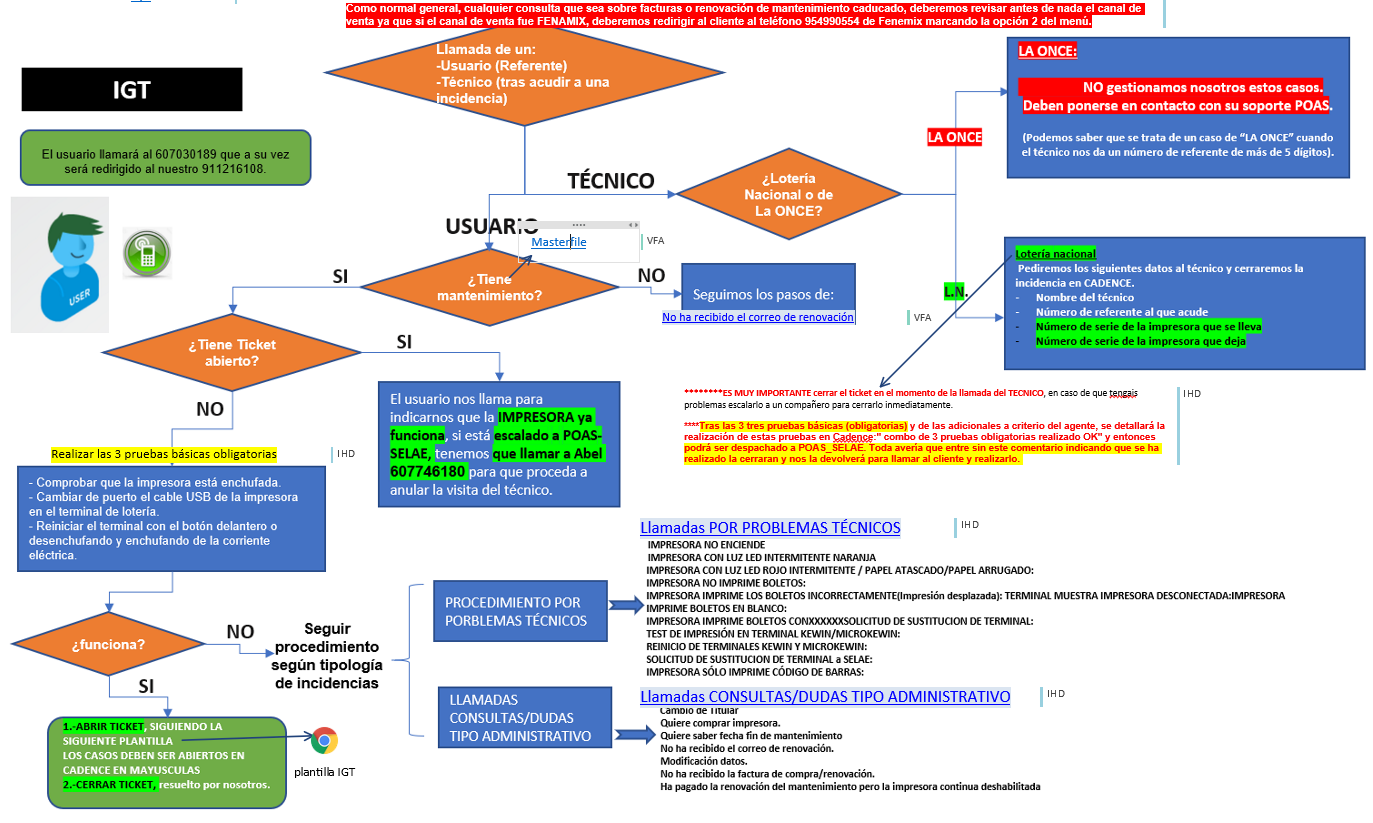 Como normal general, cualquier consulta que sea sobre facturas o renovación de mantenimiento caducado, deberemos revisar antes de nada el canal de
venta ya que si el canal de venta fue FENAMIX, deberemos redirigir al cliente al teléfono 954990554 de Fenemix marcando la opción 2 del menú.
IGT
El usuario llamará al 607030189 que a su vez
será redirigido al nuestro 911216108.
USER
Llamada de un:
-Usuario (Referente)
-Técnico (tras acudir a una
incidencia)
TÉCNICO
USUARIO
¿Lotería
Nacional o de
La ONCE?
LA ONCE
LA ONCE:
NO gestionamos nosotros estos casos.
Deben ponerse en contacto con su soporte POAS.
(Podemos saber que se trata de un caso de “LA ONCE” cuando
el técnico nos da un número de referente de más de 5 dígitos).
L.N.
Lotería nacional
Pediremos los siguientes datos al técnico y cerraremos la
incidencia en CADENCE.
- Nombre del técnico
- Número de referente al que acude
- Número de serie de la impresora que se lleva
- Número de serie de la impresora que deja
Masterfile
VFA
¿Tiene
mantenimiento?
SI
NO
Seguimos los pasos de:
No ha recibido el correo de renovación
VFA
¿Tiene Ticket
abierto?
SI
NO
El usuario nos llama para
indicarnos que la IMPRESORA ya
funciona, si está escalado a POAS-
SELAE, tenemos que llamar a Abel
607746180 para que proceda a
anular la visita del técnico.
********ES MUY IMPORTANTE cerrar el ticket en el momento de la llamada del TECNICO, en caso de que tengais
problemas escalarlo a un compañero para cerrarlo inmediatamente.
IHD
****Tras las 3 tres pruebas básicas (obligatorias) y de las adicionales a criterio del agente, se detallará la
realización de estas pruebas en Cadence:" combo de 3 pruebas obligatorias realizado OK" y entonces
podrá ser despachado a POAS_SELAE. Toda avería que entre sin este comentario indicando que se ha
realizado la cerraran y nos la devolverá para llamar al cliente y realizarlo.
Realizar las 3 pruebas básicas obligatorias
IHD
- Comprobar que la impresora está enchufada.
- Cambiar de puerto el cable USB de la impresora
en el terminal de lotería.
- Reiniciar el terminal con el botón delantero o
desenchufando y enchufando de la corriente
eléctrica.
¿funciona?
NO
SI
Seguir
procedimiento
según tipología
de incidencias
1.-ABRIR TICKET, SIGUIENDO LA
SIGUIENTE PLANTILLA
LOS CASOS DEBEN SER ABIERTOS EN
CADENCE EN MAYUSCULAS
2.-CERRAR TICKET, resuelto por nosotros.
plantilla IGT
PROCEDIMIENTO POR
PORBLEMAS TÉCNICOS
Llamadas POR PROBLEMAS TÉCNICOS
IHD
IMPRESORA NO ENCIENDE
IMPRESORA CON LUZ LED INTERMITENTE NARANJA
IMPRESORA CON LUZ LED ROJO INTERMITENTE / PAPEL ATASCADO/PAPEL ARRUGADO:
IMPRESORA NO IMPRIME BOLETOS:
IMPRESORA IMPRIME LOS BOLETOS INCORRECTAMENTE(Impresión desplazada): TERMINAL MUESTRA IMPRESORA DESCONECTADA:IMPRESORA
IMPRIME BOLETOS EN BLANCO:
IMPRESORA IMPRIME BOLETOS CONXXXXXXSOLICITUD DE SUSTITUCION DE TERMINAL:
TEST DE IMPRESIÓN EN TERMINAL KEWIN/MICROKEWIN:
REINICIO DE TERMINALES KEWIN Y MICROKEWIN:
SOLICITUD DE SUSTITUCION DE TERMINAL a SELAE:
IMPRESORA SÓLO IMPRIME CÓDIGO DE BARRAS:
LLAMADAS
CONSULTAS/DUDAS
TIPO ADMINISTRATIVO
Llamadas CONSULTAS/DUDAS TIPO ADMINISTRATIVO
IHD
Cambio de Titular
Quiere comprar impresora.
Quiere saber fecha fin de mantenimiento
No ha recibido el correo de renovación.
Modificación datos.
No ha recibido la factura de compra/renovación.
Ha pagado la renovación del mantenimiento pero la impresora continua deshabilitada